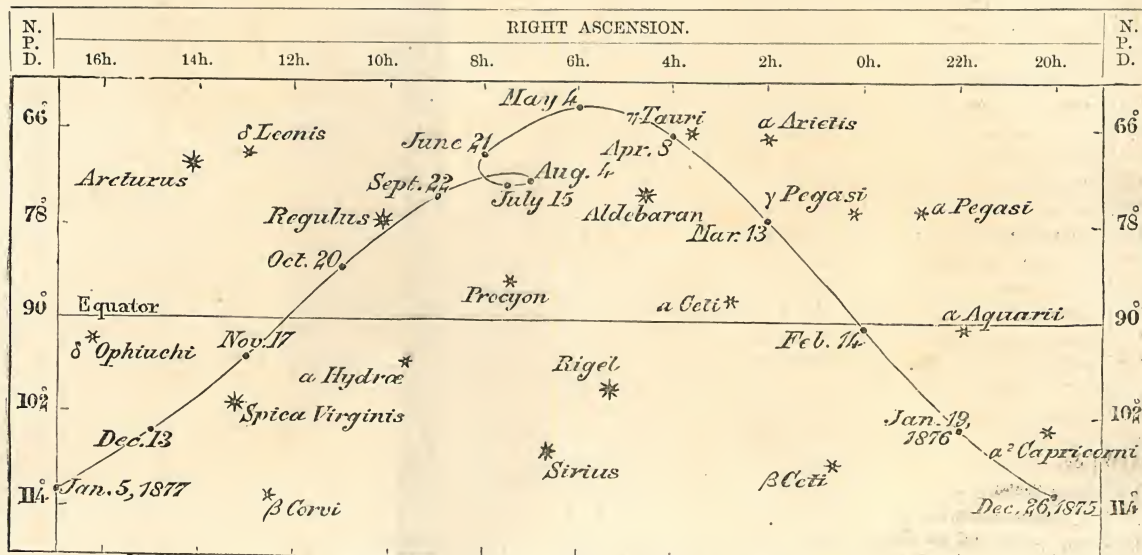 RIGHT ASCENSION.
N.
P.
D.
16h. 14h. 12h. 10h. 8h. 6h. 4h. 2h. 0h. 22h. 20h.
N.
P.
D.
May 4
66°
66°
η Tauri
α Arietis
δ Leonis
June 21
Apr. 8
Arcturus
Aug. 4
Sept. 22
July 15
γ Pegasi
α Pegasi
78°
Regulus
Aldebaran
78°
Mar. 13
Oct. 20
Procyon
α Ceti
90°
Equator
α Aquarii
90°
Nov. 17
Feb. 14
δ Ophiuchi
α Hydræ
Rigel
102°
Spica Virginis
Jan. 19,
1876
102°
Dec. 13
α² Capricorni
Sirius
β Ceti
Jan. 5, 1877
114°
β Corvi
Dec. 26, 1875
114°